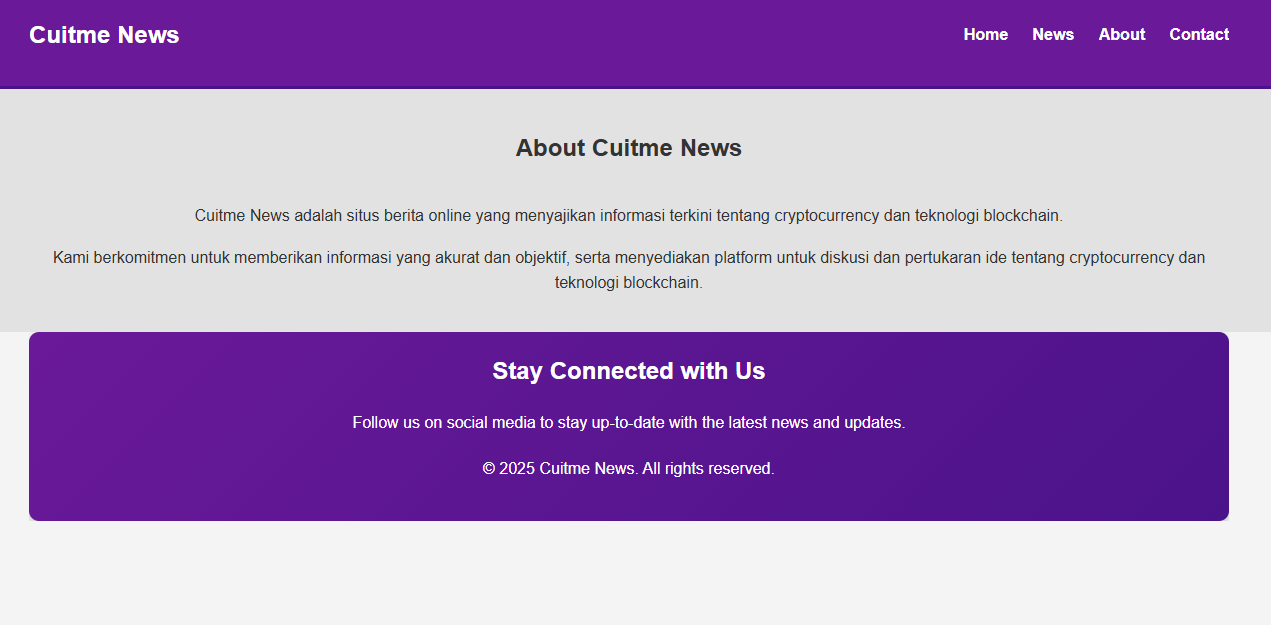 Cuitme News
Home News About Contact
About Cuitme News
Cuitme News adalah situs berita online yang menyajikan informasi terkini tentang cryptocurrency dan teknologi blockchain.
Kami berkomitmen untuk memberikan informasi yang akurat dan objektif, serta menyediakan platform untuk diskusi dan pertukaran ide tentang cryptocurrency dan
teknologi blockchain.
Stay Connected with Us
Follow us on social media to stay up-to-date with the latest news and updates.
© 2025 Cuitme News. All rights reserved.